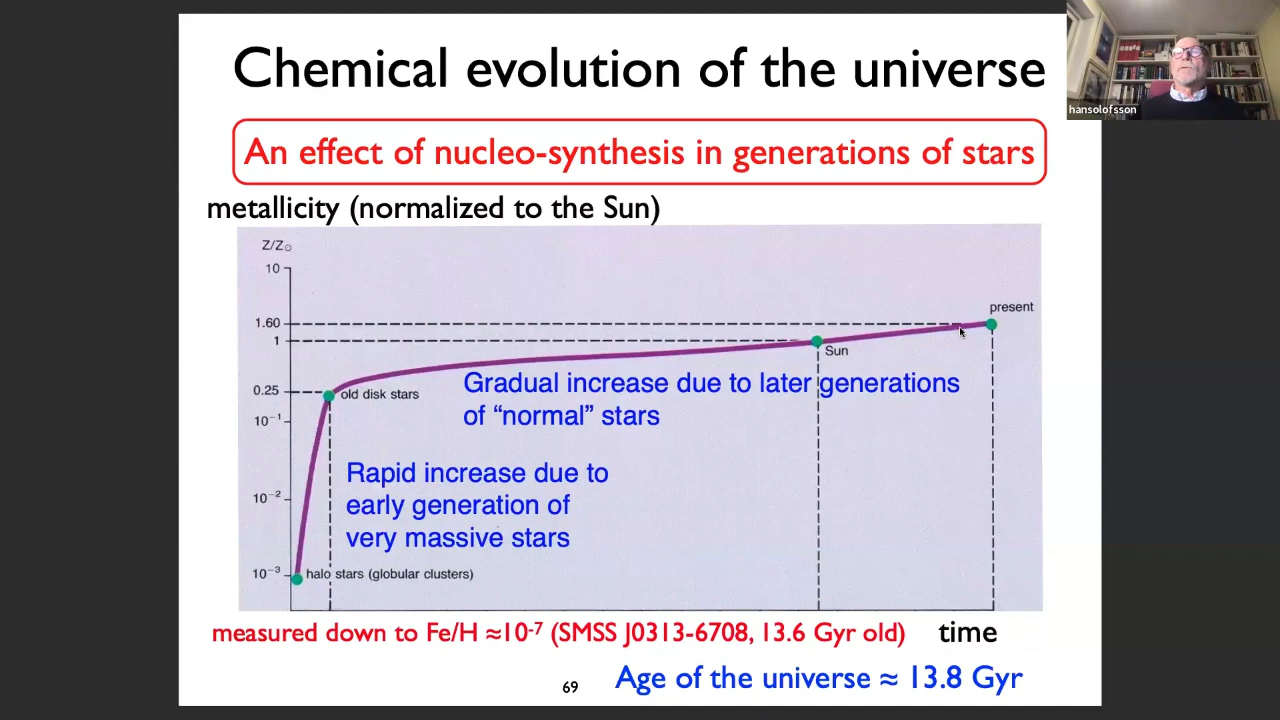 Chemical evolution of the universe
hansolofsson
An effect of nucleo-synthesis in generations of stars
metallicity (normalized to the Sun)
Z/Z☉
10
present
1.60
1
Sun
0.25
old disk stars
Gradual increase due to later generations
of “normal” stars
10⁻¹
Rapid increase due to
early generation of
very massive stars
10⁻²
10⁻³
halo stars (globular clusters)
measured down to Fe/H ≈10⁻⁷ (SMSS J0313-6708, 13.6 Gyr old)
time
Age of the universe ≈ 13.8 Gyr
69